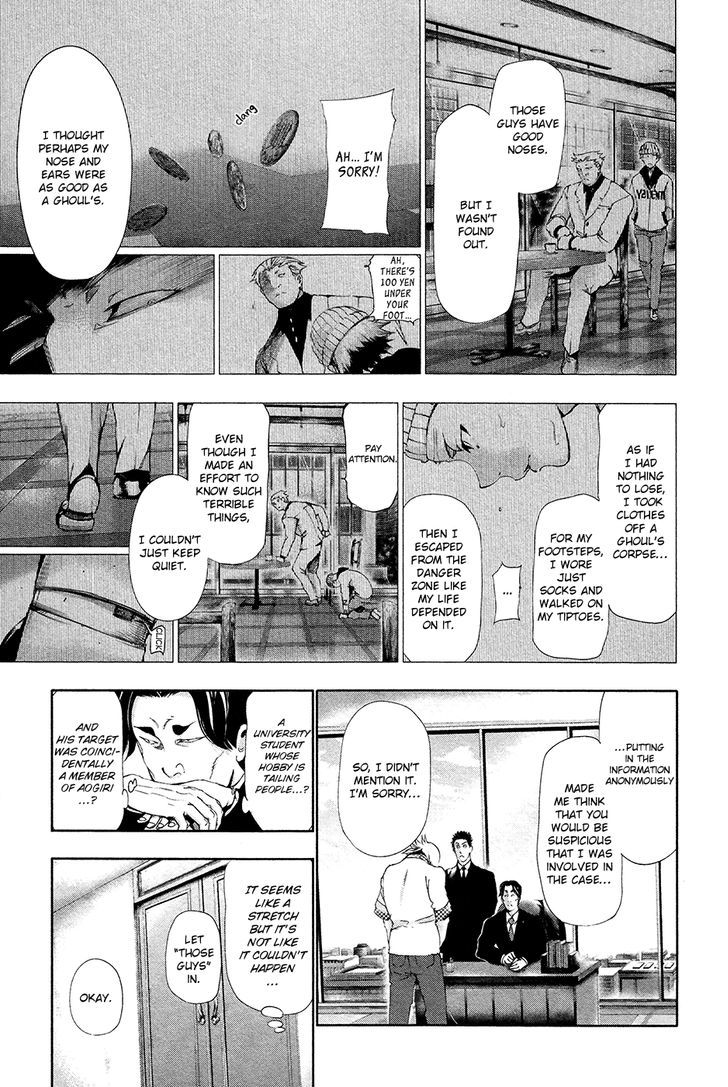 THOSE
GUYS HAVE
GOOD
NOSES.
BUT I
WASN'T
FOUND
OUT.
AH... I'M
SORRY!
clang
I THOUGHT
PERHAPS MY
NOSE AND
EARS WERE
AS GOOD AS
A GHOUL'S.
AH,
THERE'S
100 YEN
UNDER
YOUR
FOOT...
AS IF
I HAD
NOTHING
TO LOSE,
I TOOK
CLOTHES
OFF A
GHOUL'S
CORPSE...
FOR MY
FOOTSTEPS,
I WORE
JUST
SOCKS AND
WALKED ON
MY TIPTOES.
...
THEN I
ESCAPED
FROM THE
DANGER
ZONE LIKE
MY LIFE
DEPENDED
ON IT.
PAY
ATTENTION.
EVEN
THOUGH I
MADE AN
EFFORT TO
KNOW SUCH
TERRIBLE
THINGS,
I COULDN'T
JUST KEEP
QUIET.
CLICK
...PUTTING
IN THE
INFORMATION
ANONYMOUSLY
MADE
ME THINK
THAT YOU
WOULD BE
SUSPICIOUS
THAT I WAS
INVOLVED
IN THE
CASE...
SO, I DIDN'T
MENTION IT.
I'M SORRY...
A
UNIVERSITY
STUDENT
WHOSE
HOBBY IS
TAILING
PEOPLE...?
AND
HIS TARGET
WAS COINCI-
DENTALLY
A MEMBER
OF AOGIRI
...?
IT SEEMS
LIKE A
STRETCH
BUT IT'S
NOT LIKE
IT COULDN'T
HAPPEN
...
LET
"THOSE
GUYS"
IN.
OKAY.